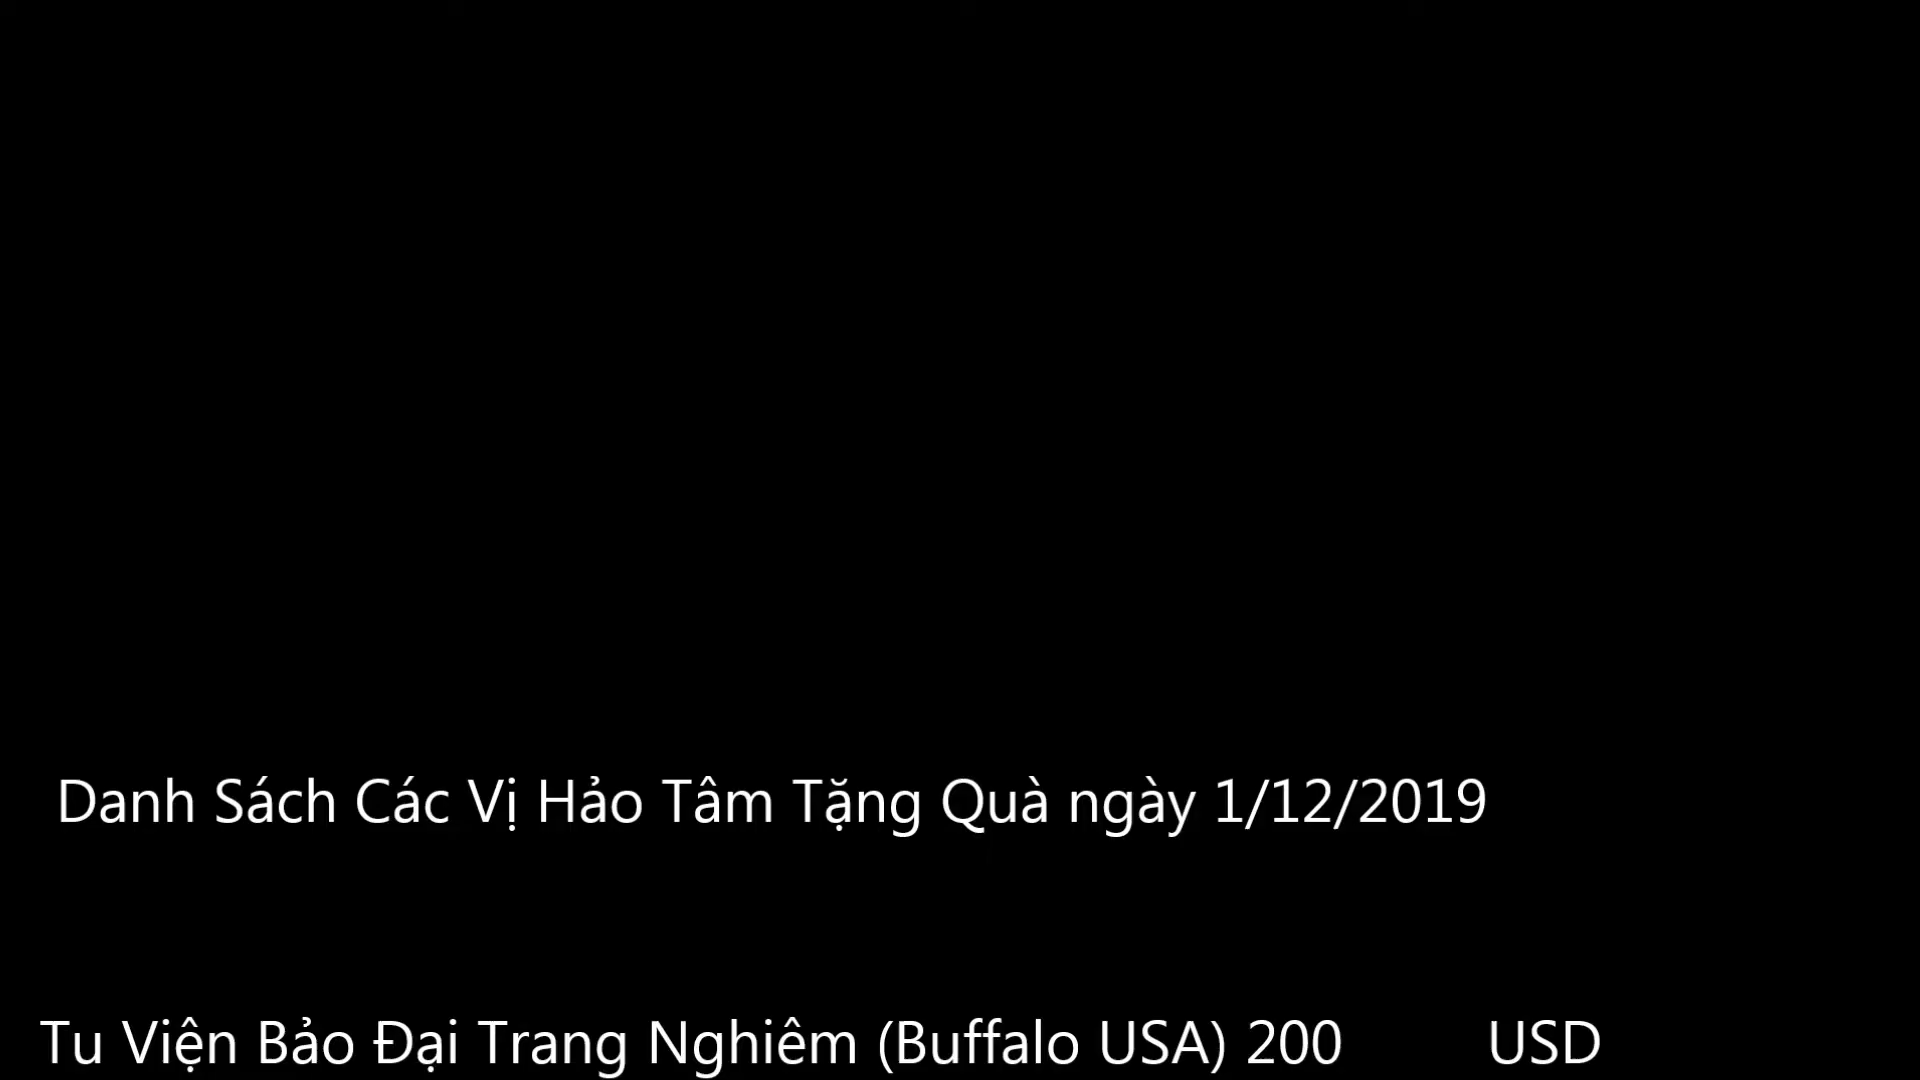 Danh Sách Các Vị Hảo Tâm Tặng Quà ngày 1/12/2019
Tu Viện Bảo Đại Trang Nghiêm (Buffalo USA) 200 USD